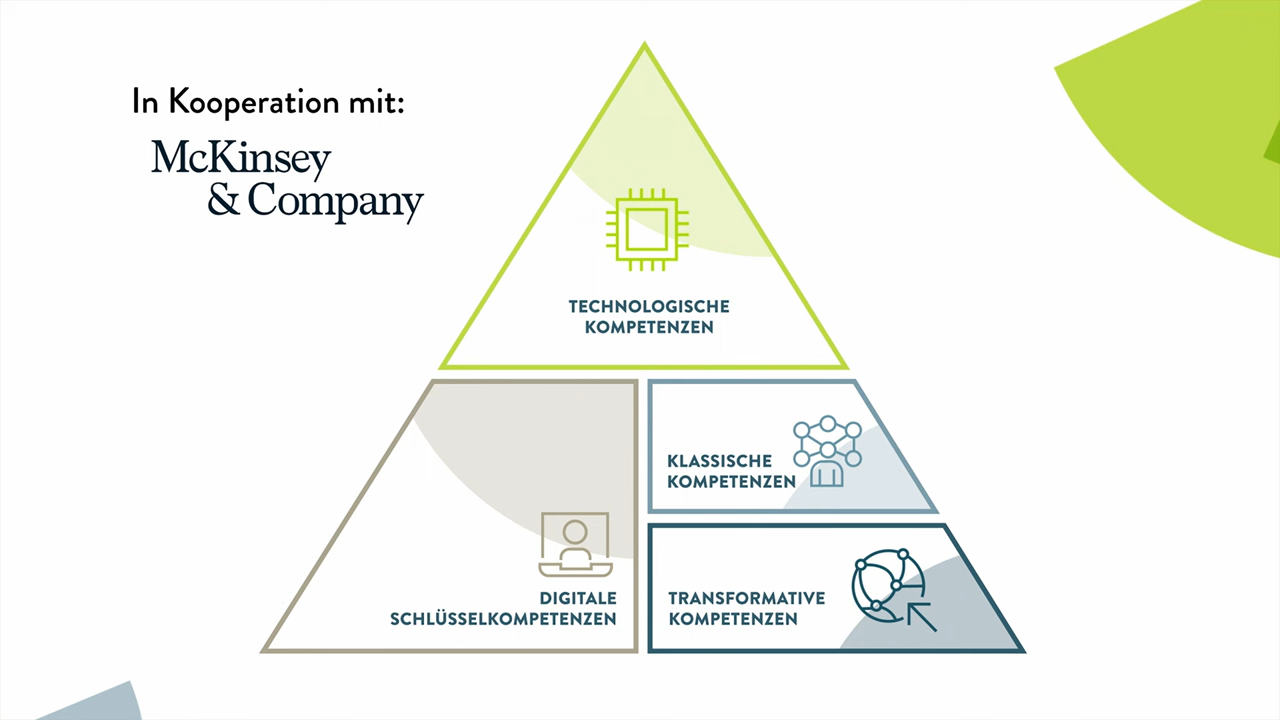 In Kooperation mit:
McKinsey
& Company
TECHNOLOGISCHE
KOMPETENZEN
KLASSISCHE
KOMPETENZEN
DIGITALE
SCHLÜSSELKOMPETENZEN
TRANSFORMATIVE
KOMPETENZEN